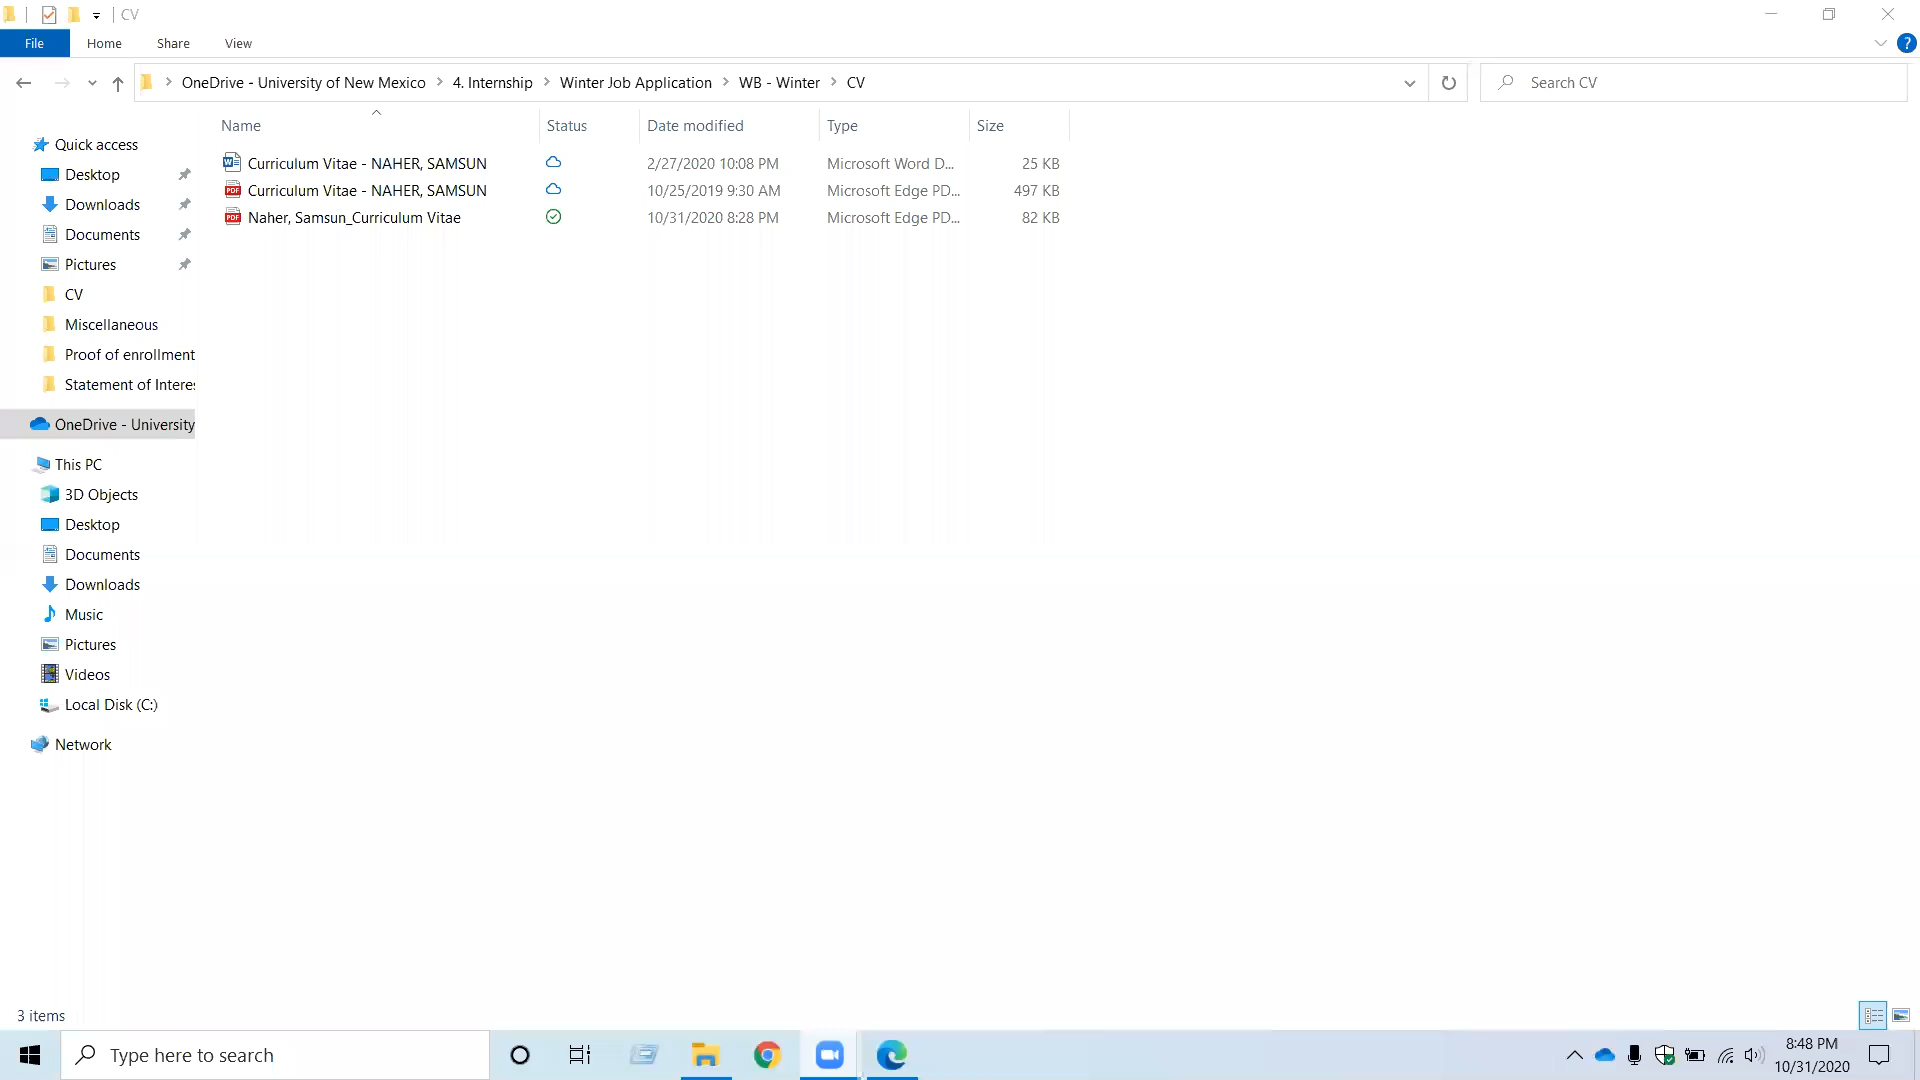 CV
File Home Share View
OneDrive - University of New Mexico 4. Internship Winter Job Application WB - Winter CV
Search CV
Name Status Date modified Type Size
Curriculum Vitae - NAHER, SAMSUN 2/27/2020 10:08 PM Microsoft Word D... 25 KB
Curriculum Vitae - NAHER, SAMSUN 10/25/2019 9:30 AM Microsoft Edge PD... 497 KB
Naher, Samsun_Curriculum Vitae 10/31/2020 8:28 PM Microsoft Edge PD... 82 KB
Quick access
Desktop
Downloads
Documents
Pictures
CV
Miscellaneous
Proof of enrollment
Statement of Interes
OneDrive - University
This PC
3D Objects
Desktop
Documents
Downloads
Music
Pictures
Videos
Local Disk (C:)
Network
3 items
Type here to search
8:48 PM
10/31/2020